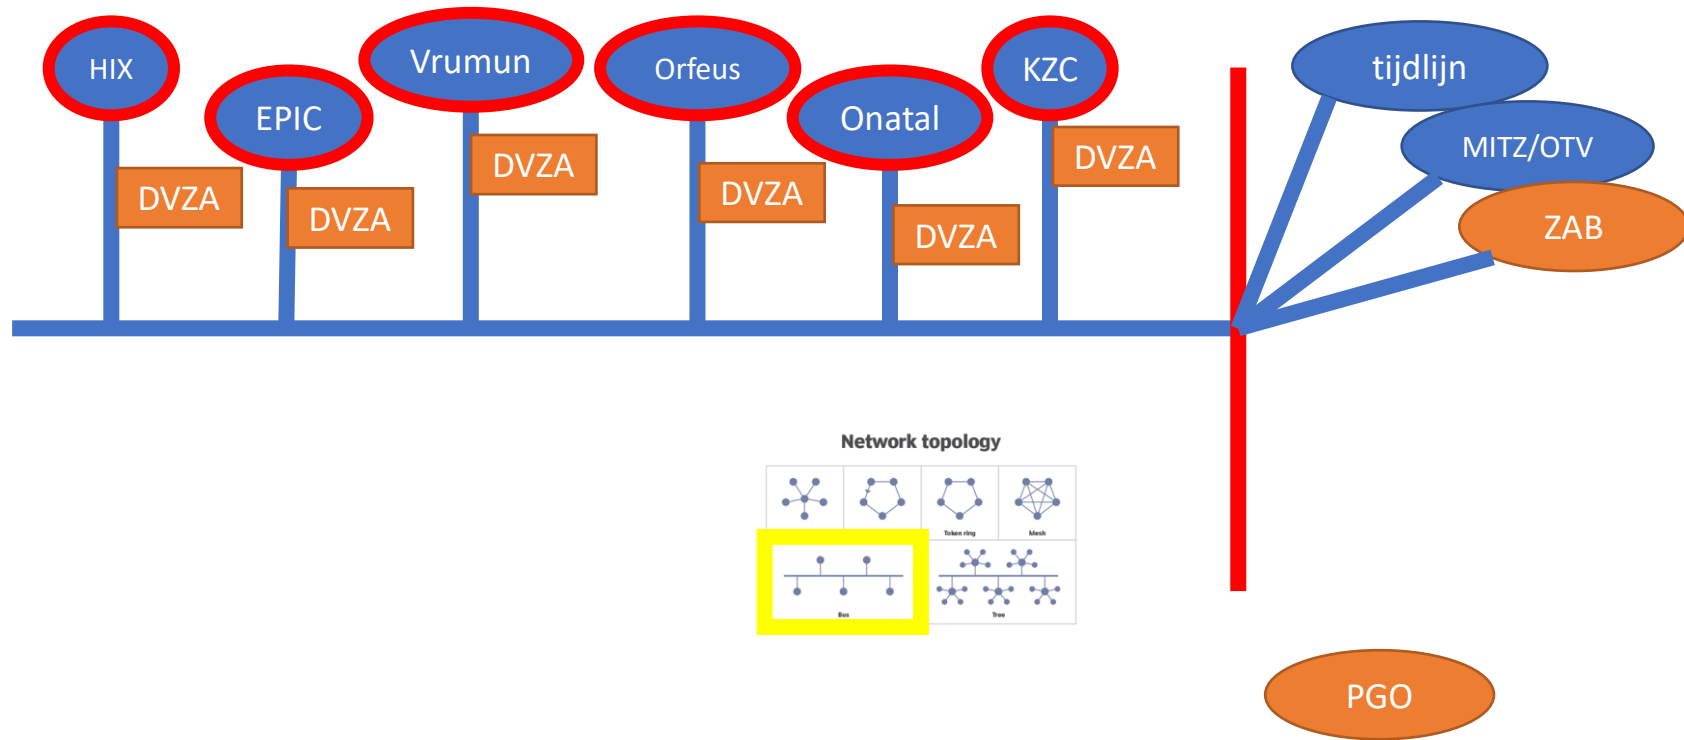 HIX
EPIC
Vrumun
Orfeus
Onatal
KZC
tijdlijn
MITZ/OTV
ZAB
DVZA
DVZA
DVZA
DVZA
DVZA
DVZA
Network topology
Token ring
Mesh
Bus
Tree
PGO